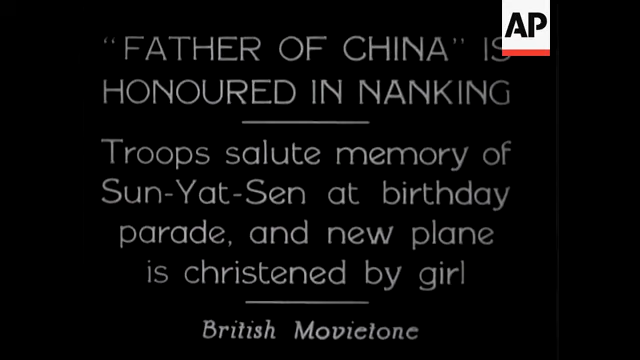 AP
"FATHER OF CHINA" IS
HONOURED IN NANKING
Troops salute memory of
Sun-Yat-Sen at birthday
parade, and new plane
is christened by girl
British Movietone